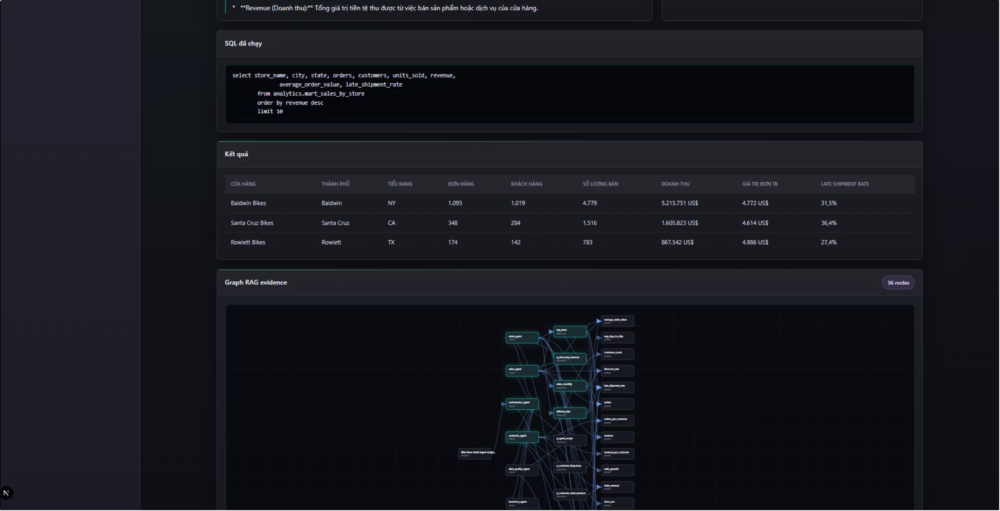 * **Revenue (Doanh thu):** Tổng giá trị tiền tệ thu được từ việc bán sản phẩm hoặc dịch vụ của cửa hàng.
SQL đã chạy
select store_name, city, state, orders, customers, units_sold, revenue,
average_order_value, late_shipment_rate
from analytics.mart_sales_by_store
order by revenue desc
limit 10
Kết quả
CỬA HÀNG THÀNH PHỐ TIỂU BANG ĐƠN HÀNG KHÁCH HÀNG SỐ LƯỢNG BÁN DOANH THU GIÁ TRỊ ĐƠN TB LATE SHIPMENT RATE
Baldwin Bikes Baldwin NY 1.093 1.019 4.779 5.215.751 US$ 4.772 US$ 31,5%
Santa Cruz Bikes Santa Cruz CA 348 284 1.516 1.605.823 US$ 4.614 US$ 36,4%
Rowlett Bikes Rowlett TX 174 142 783 867.542 US$ 4.986 US$ 27,4%
Graph RAG evidence
36 nodes
Bike Store Multi-Agent Analyt...
PROJECT
store_agent
AGENT
sales_agent
AGENT
orchestrator_agent
AGENT
customer_agent
AGENT
data_quality_agent
AGENT
inventory_agent
AGENT
top_store
TEMPLATE
q_store_top_revenue
QUESTION
sales_monthly
TEMPLATE
delivery_late
TEMPLATE
q_agent_scope
QUESTION
q_customer_frequency
QUESTION
q_customer_state_revenue
QUESTION
average_order_value
METRIC
avg_days_to_ship
METRIC
customer_count
METRIC
discount_rate
METRIC
late_shipment_rate
METRIC
orders
METRIC
orders_per_customer
METRIC
revenue
METRIC
revenue_per_customer
METRIC
sales_growth
METRIC
state_revenue
METRIC
store_aov
METRIC
N